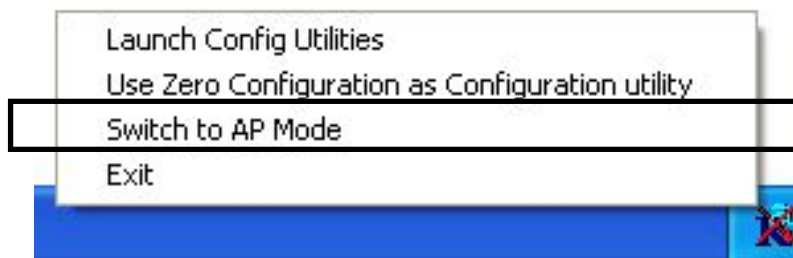 Launch Config Utilities
Use Zero Configuration as Configuration utility
Switch to AP Mode
Exit